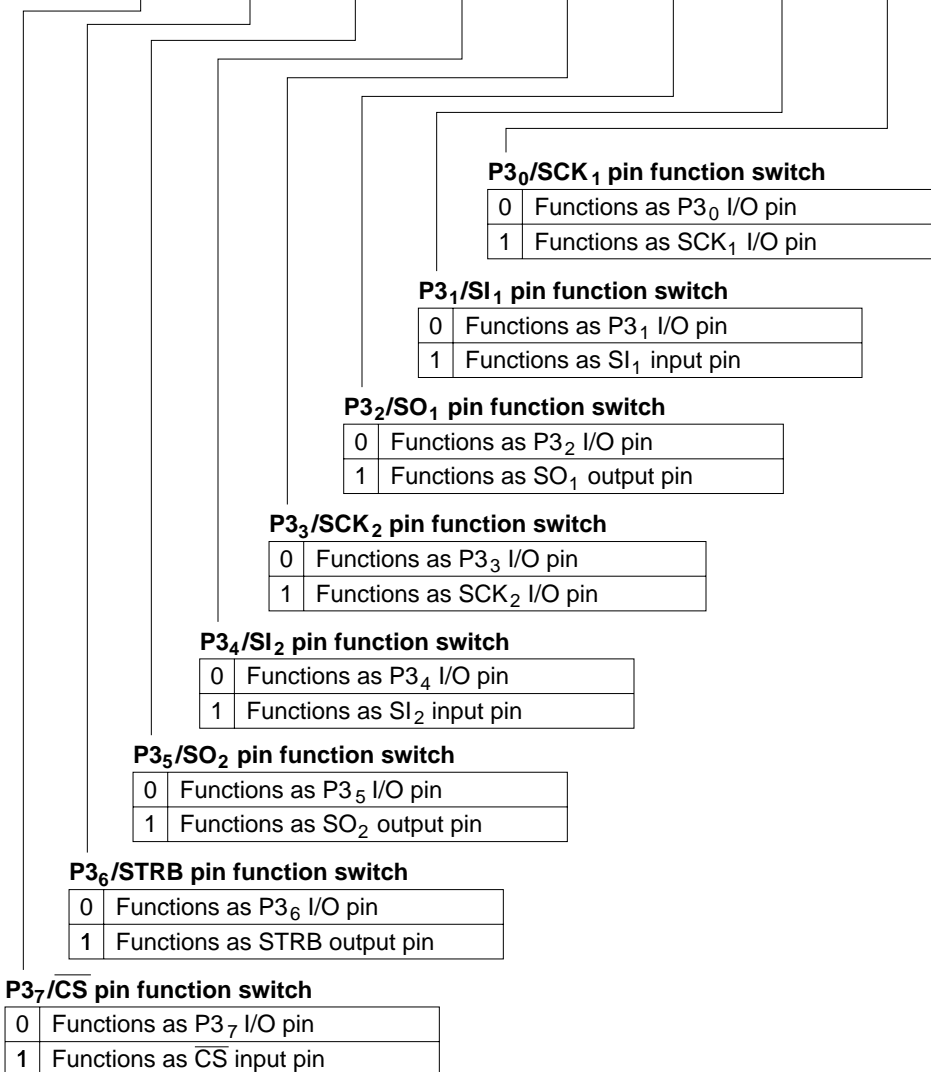 P3₀/SCK₁ pin function switch
0 Functions as P3₀ I/O pin
1 Functions as SCK₁ I/O pin
P3₁/SI₁ pin function switch
0 Functions as P3₁ I/O pin
1 Functions as SI₁ input pin
P3₂/SO₁ pin function switch
0 Functions as P3₂ I/O pin
1 Functions as SO₁ output pin
P3₃/SCK₂ pin function switch
0 Functions as P3₃ I/O pin
1 Functions as SCK₂ I/O pin
P3₄/SI₂ pin function switch
0 Functions as P3₄ I/O pin
1 Functions as SI₂ input pin
P3₅/SO₂ pin function switch
0 Functions as P3₅ I/O pin
1 Functions as SO₂ output pin
P3₆/STRB pin function switch
0 Functions as P3₆ I/O pin
1 Functions as STRB output pin
P3₇/C̅S̅ pin function switch
0 Functions as P3₇ I/O pin
1 Functions as C̅S̅ input pin